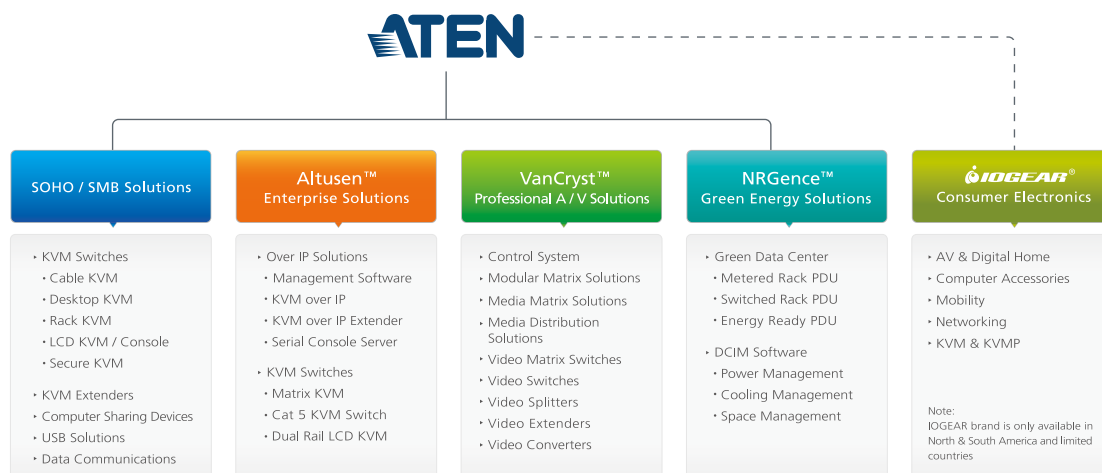 ATEN
SOHO / SMB Solutions
‣ KVM Switches
• Cable KVM
• Desktop KVM
• Rack KVM
• LCD KVM / Console
• Secure KVM
‣ KVM Extenders
‣ Computer Sharing Devices
‣ USB Solutions
‣ Data Communications
Altusen™
Enterprise Solutions
‣ Over IP Solutions
• Management Software
• KVM over IP
• KVM over IP Extender
• Serial Console Server
‣ KVM Switches
• Matrix KVM
• Cat 5 KVM Switch
• Dual Rail LCD KVM
VanCryst™
Professional A / V Solutions
‣ Control System
‣ Modular Matrix Solutions
‣ Media Matrix Solutions
‣ Media Distribution
Solutions
‣ Video Matrix Switches
‣ Video Switches
‣ Video Splitters
‣ Video Extenders
‣ Video Converters
NRGence™
Green Energy Solutions
‣ Green Data Center
• Metered Rack PDU
• Switched Rack PDU
• Energy Ready PDU
‣ DCIM Software
• Power Management
• Cooling Management
• Space Management
IOGEAR®
Consumer Electronics
‣ AV & Digital Home
‣ Computer Accessories
‣ Mobility
‣ Networking
‣ KVM & KVMP
Note:
IOGEAR brand is only available in
North & South America and limited
countries